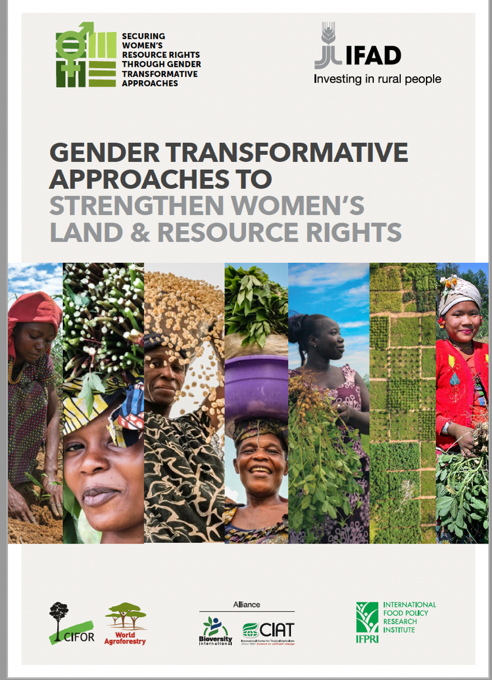 SECURING
WOMEN'S
RESOURCE RIGHTS
THROUGH GENDER
TRANSFORMATIVE
APPROACHES
IFAD
Investing in rural people
GENDER TRANSFORMATIVE
APPROACHES TO
STRENGTHEN WOMEN'S
LAND & RESOURCE RIGHTS
Alliance
CIFOR
World
Agroforestry
Bioversity
International
CIAT
IFPRI
INTERNATIONAL
FOOD POLICY
RESEARCH
INSTITUTE